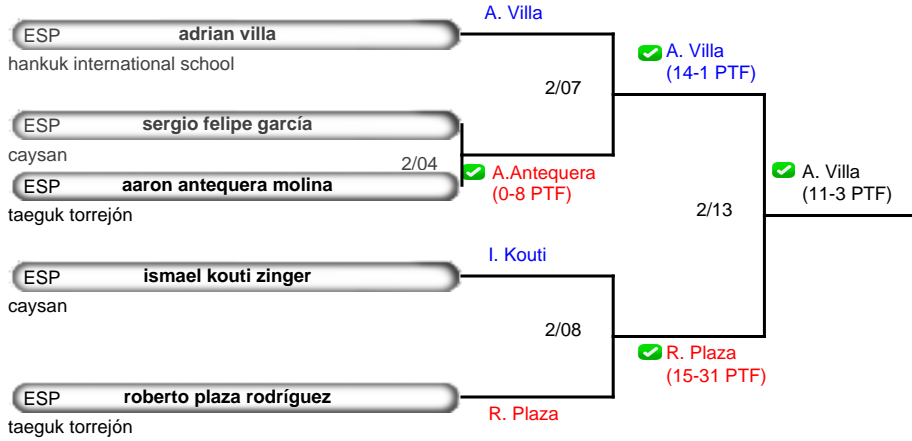 A. Villa
ESP adrian villa
hankuk international school
A. Villa
(14-1 PTF)
2/07
ESP sergio felipe garcía
caysan
2/04
A.Antequera
(0-8 PTF)
ESP aaron antequera molina
taeguk torrejón
A. Villa
(11-3 PTF)
2/13
I. Kouti
ESP ismael kouti zinger
caysan
2/08
R. Plaza
(15-31 PTF)
ESP roberto plaza rodríguez
R. Plaza
taeguk torrejón